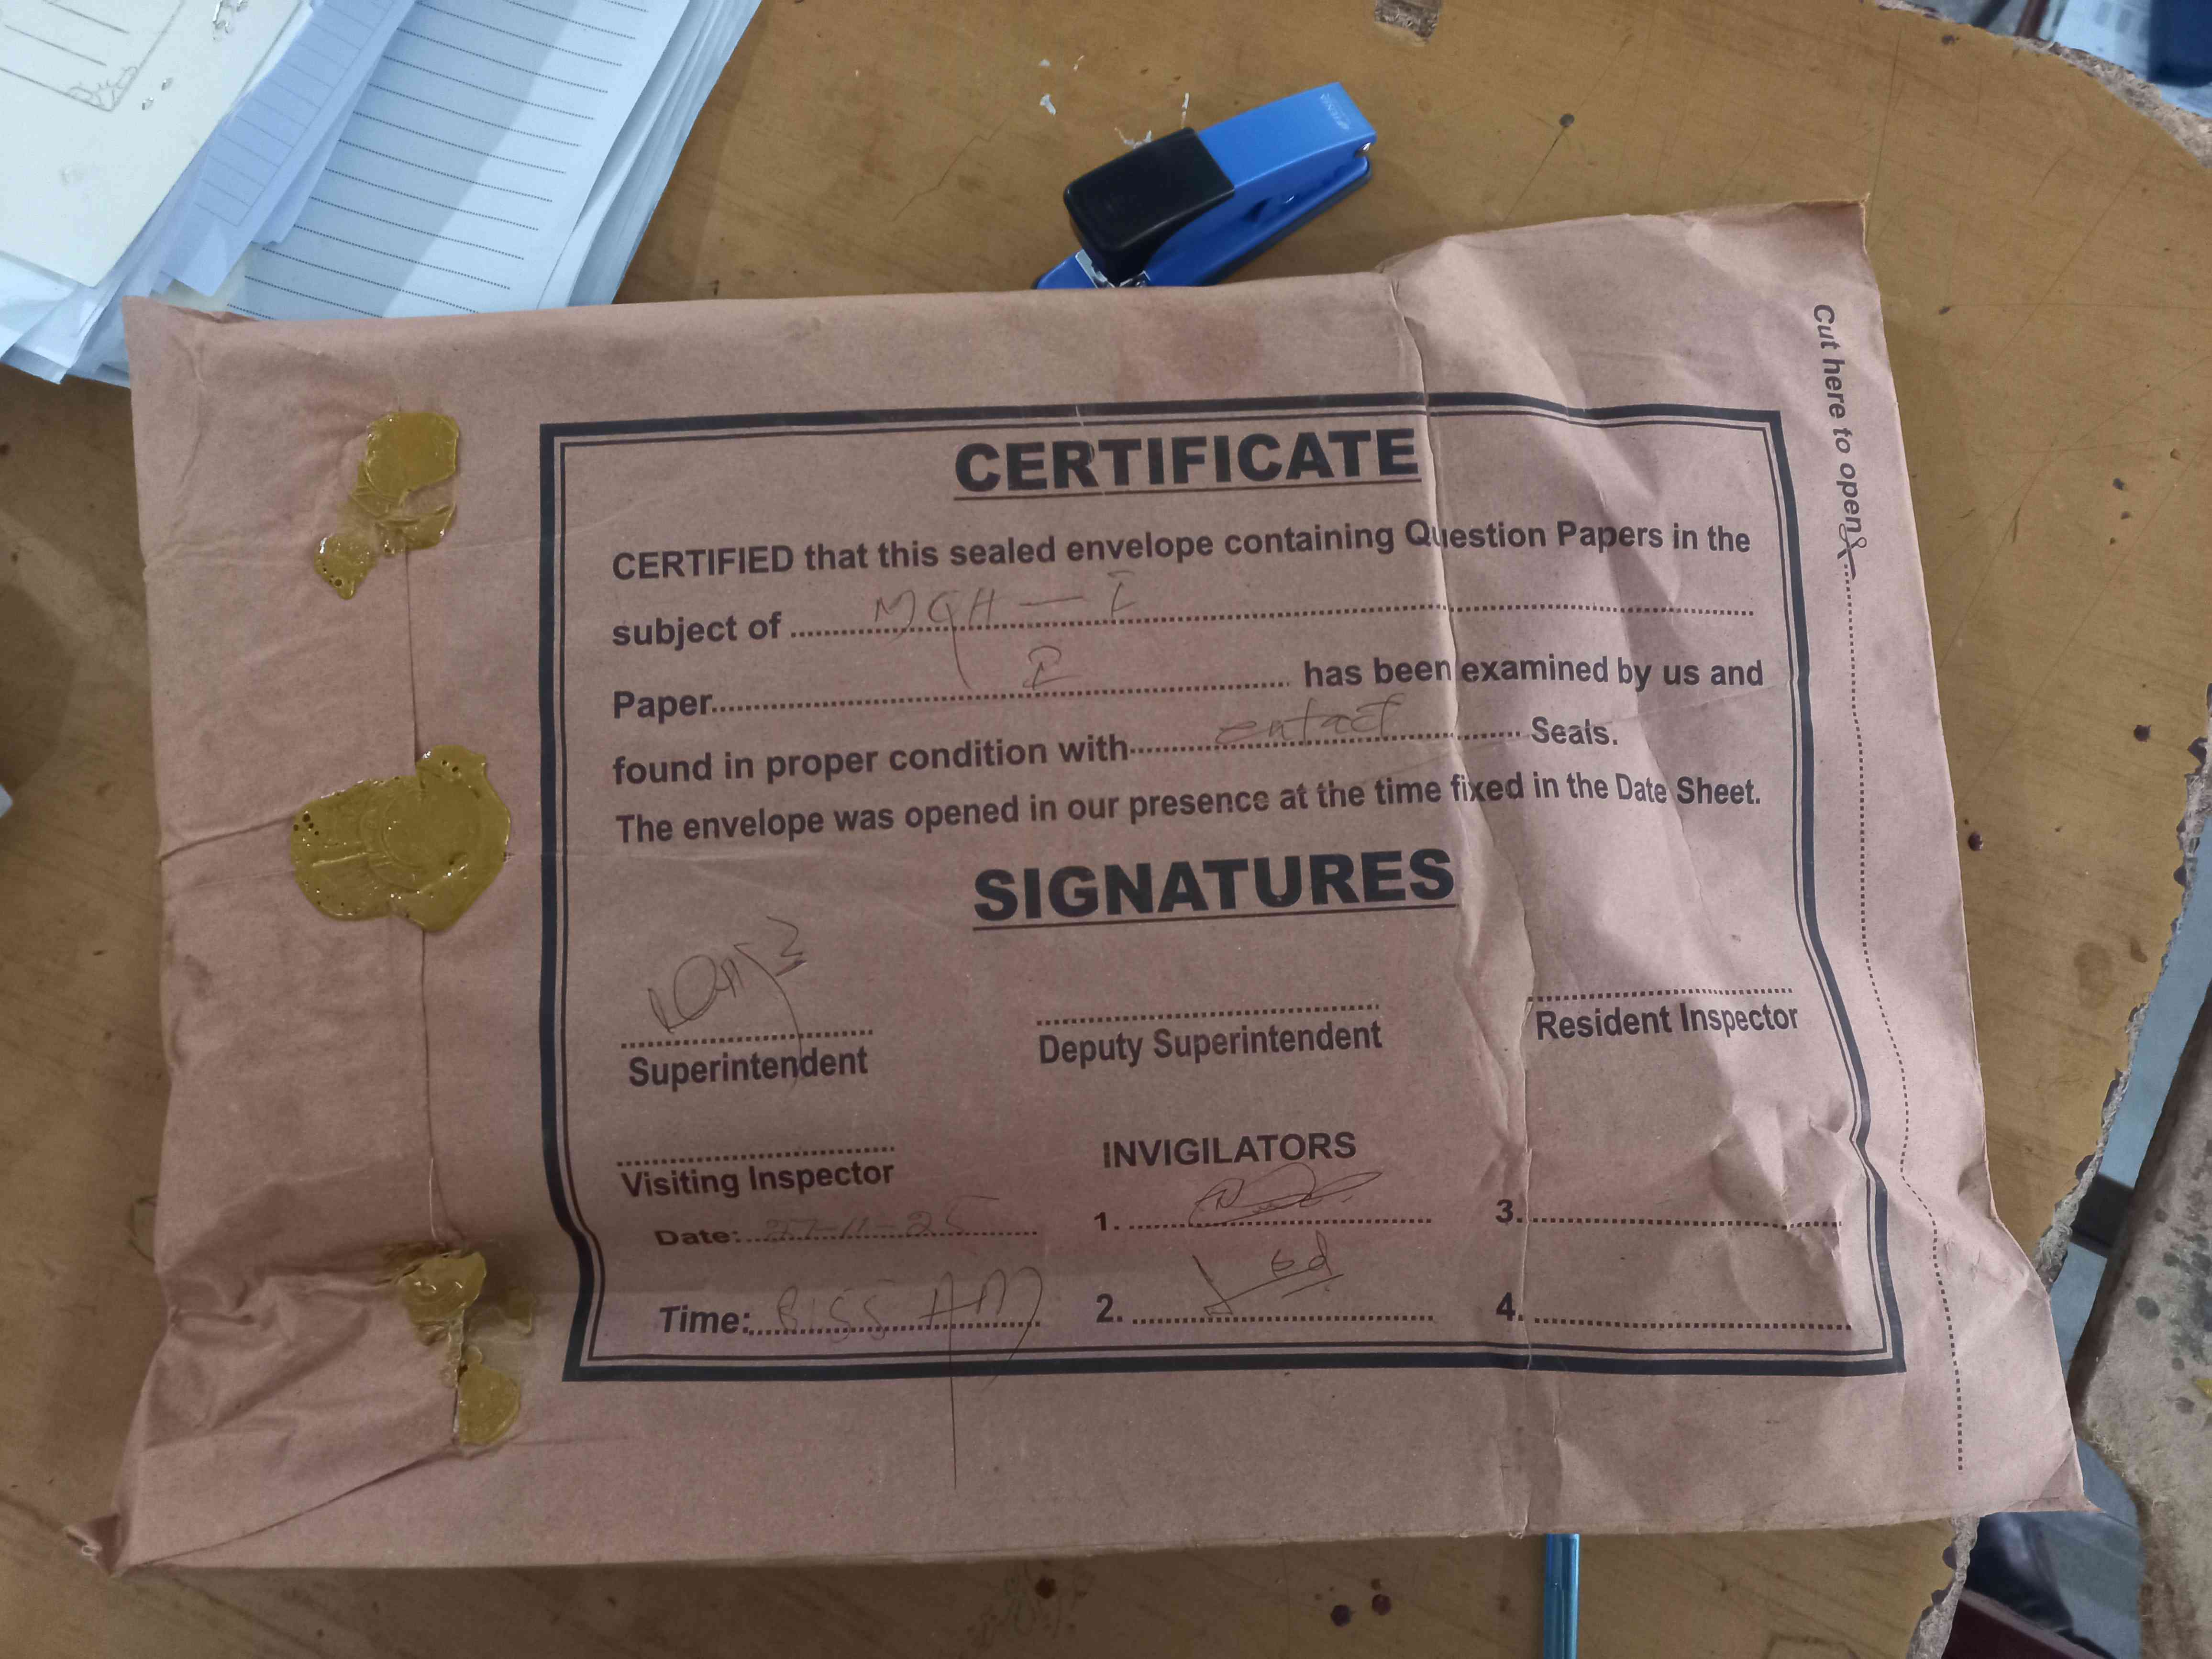 CERTIFICATE
CERTIFIED that this sealed envelope containing Question Papers in the
subject of MQH - I
Paper I has been examined by us and
found in proper condition with entact Seals.
The envelope was opened in our presence at the time fixed in the Date Sheet.
SIGNATURES
Superintendent
Deputy Superintendent
Resident Inspector
Visiting Inspector
INVIGILATORS
Date: 27-11-25
1.
3.
Time: 8:55 AM
2.
4.
Cut here to open